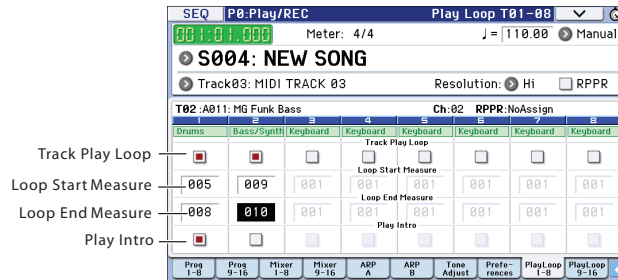 SEQ P0:Play/REC Play Loop T01-08
001:01.000 Meter: 4/4 ♩= 110.00 Manual
S004: NEW SONG
Track03: MIDI TRACK 03 Resolution: Hi RPPR
T02:A011: MG Funk Bass Ch:02 RPPR:NoAssign
1 2 3 4 5 6 7 8
Drums Bass/Synth Keyboard Keyboard Keyboard Keyboard Keyboard Keyboard
Track Play Loop
Track Play Loop
Loop Start Measure
Loop Start Measure 005 009 001 001 001 001 001 001
Loop End Measure
Loop End Measure 008 010 001 001 001 001 001 001
Play Intro
Play Intro
Prog 1-8 Prog 9-16 Mixer 1-8 Mixer 9-16 ARP A ARP B Tone Adjust Prefe-rences PlayLoop 1-8 PlayLoop 9-16